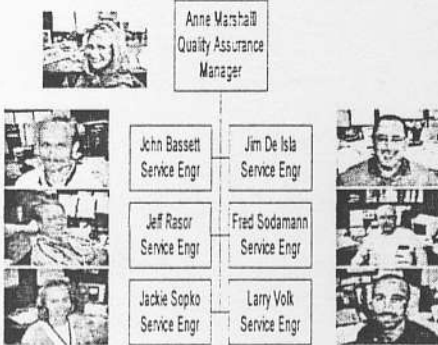 Anne Marshall
Quality Assurance
Manager
John Bassett
Service Engr
Jim De Isla
Service Engr
Jeff Rasor
Service Engr
Fred Sodamann
Service Engr
Jackie Sopko
Service Engr
Larry Volk
Service Engr